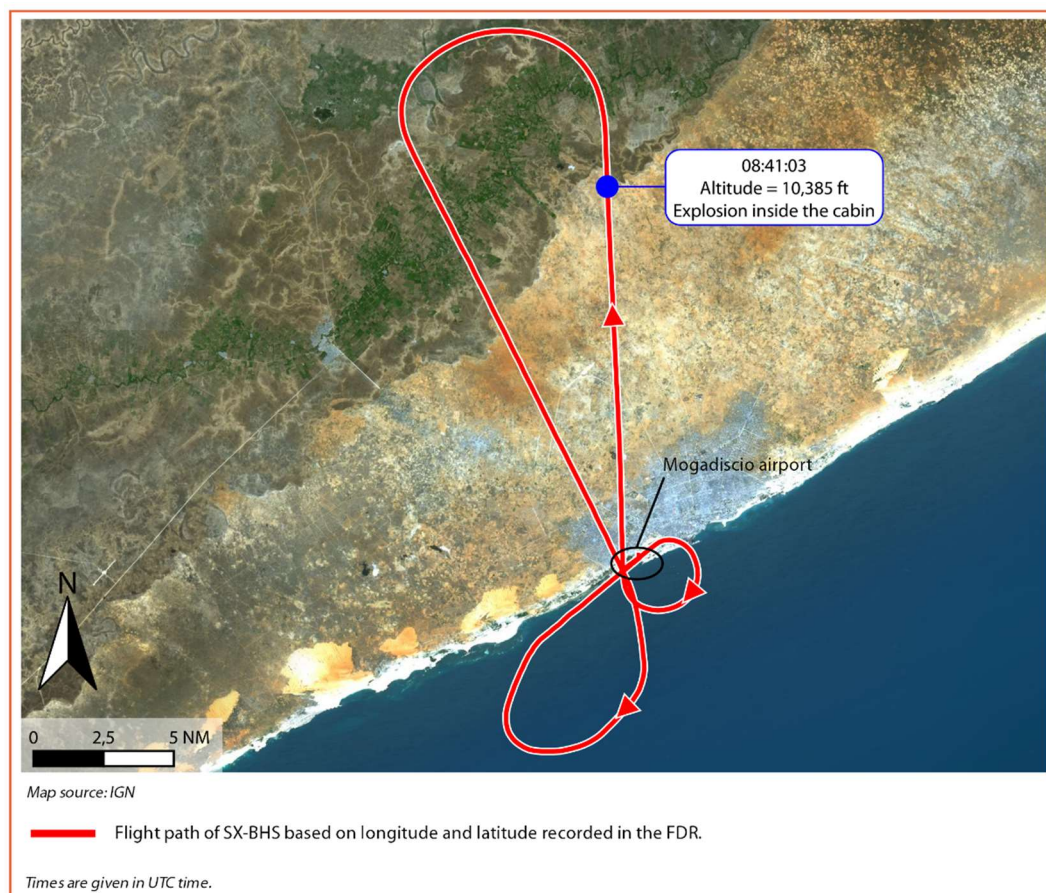 08:41:03
Altitude = 10,385 ft
Explosion inside the cabin
Mogadiscio airport
N
0 2,5 5 NM
Map source: IGN
Flight path of SX-BHS based on longitude and latitude recorded in the FDR.
Times are given in UTC time.